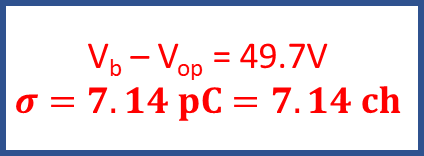 V_b – V_op = 49.7V
σ = 7.14 pC = 7.14 ch